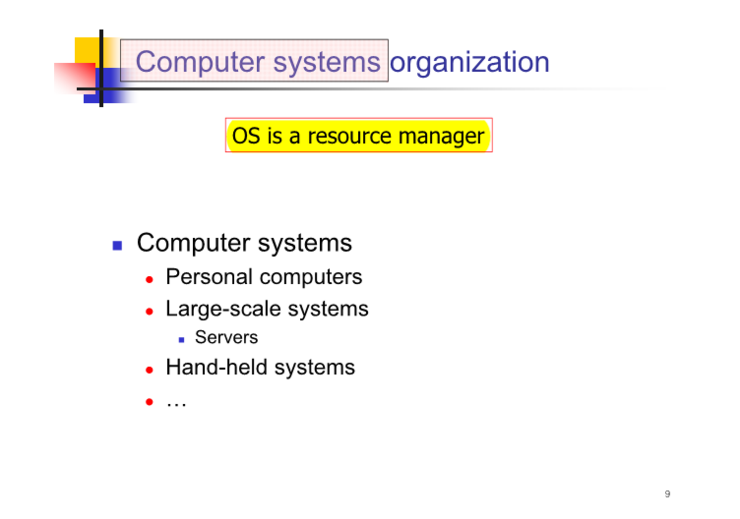 Computer systems organization
OS is a resource manager
Computer systems
Personal computers
Large-scale systems
Servers
Hand-held systems
…
9